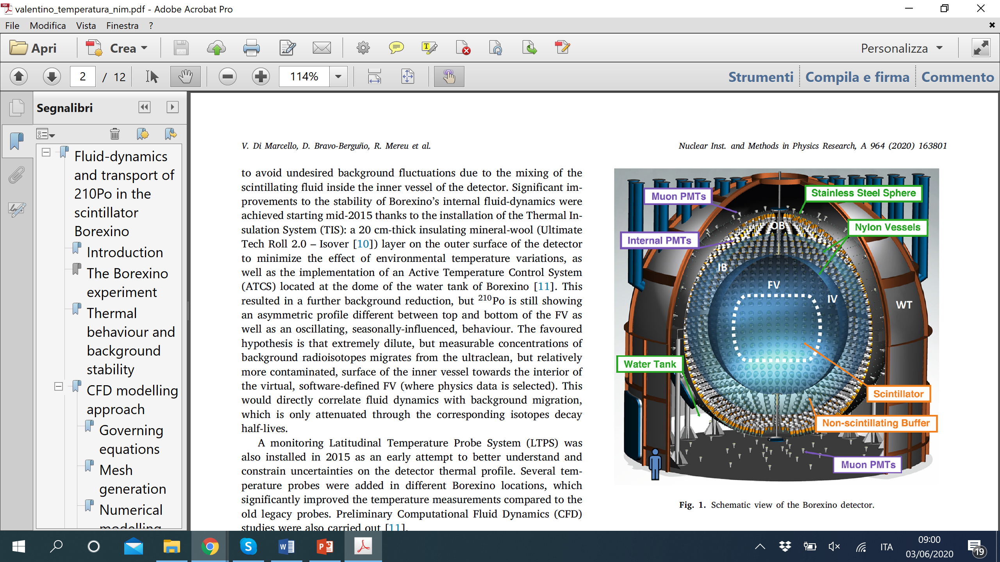 valentino_temperatura_nim.pdf - Adobe Acrobat Pro
File Modifica Vista Finestra ?
Apri Crea Personalizza
2 / 12 114% Strumenti Compila e firma Commento
Segnalibri
Fluid-dynamics
and transport of
210Po in the
scintillator
Borexino
Introduction
The Borexino
experiment
Thermal
behaviour and
background
stability
CFD modelling
approach
Governing
equations
Mesh
generation
Numerical
modelling
V. Di Marcello, D. Bravo-Berguño, R. Mereu et al.
Nuclear Inst. and Methods in Physics Research, A 964 (2020) 163801
to avoid undesired background fluctuations due to the mixing of the
scintillating fluid inside the inner vessel of the detector. Significant im-
provements to the stability of Borexino’s internal fluid-dynamics were
achieved starting mid-2015 thanks to the installation of the Thermal In-
sulation System (TIS): a 20 cm-thick insulating mineral-wool (Ultimate
Tech Roll 2.0 – Isover [10]) layer on the outer surface of the detector
to minimize the effect of environmental temperature variations, as
well as the implementation of an Active Temperature Control System
(ATCS) located at the dome of the water tank of Borexino [11]. This
resulted in a further background reduction, but ²¹⁰Po is still showing
an asymmetric profile different between top and bottom of the FV as
well as an oscillating, seasonally-influenced, behaviour. The favoured
hypothesis is that extremely dilute, but measurable concentrations of
background radioisotopes migrates from the ultraclean, but relatively
more contaminated, surface of the inner vessel towards the interior of
the virtual, software-defined FV (where physics data is selected). This
would directly correlate fluid dynamics with background migration,
which is only attenuated through the corresponding isotopes decay
half-lives.
A monitoring Latitudinal Temperature Probe System (LTPS) was
also installed in 2015 as an early attempt to better understand and
constrain uncertainties on the detector thermal profile. Several tem-
perature probes were added in different Borexino locations, which
significantly improved the temperature measurements compared to the
old legacy probes. Preliminary Computational Fluid Dynamics (CFD)
studies were also carried out [11].
Muon PMTs
Stainless Steel Sphere
OB
Nylon Vessels
Internal PMTs
IB
FV
IV
WT
Water Tank
Scintillator
Non-scintillating Buffer
Muon PMTs
Fig. 1. Schematic view of the Borexino detector.
ITA
09:00
03/06/2020
19